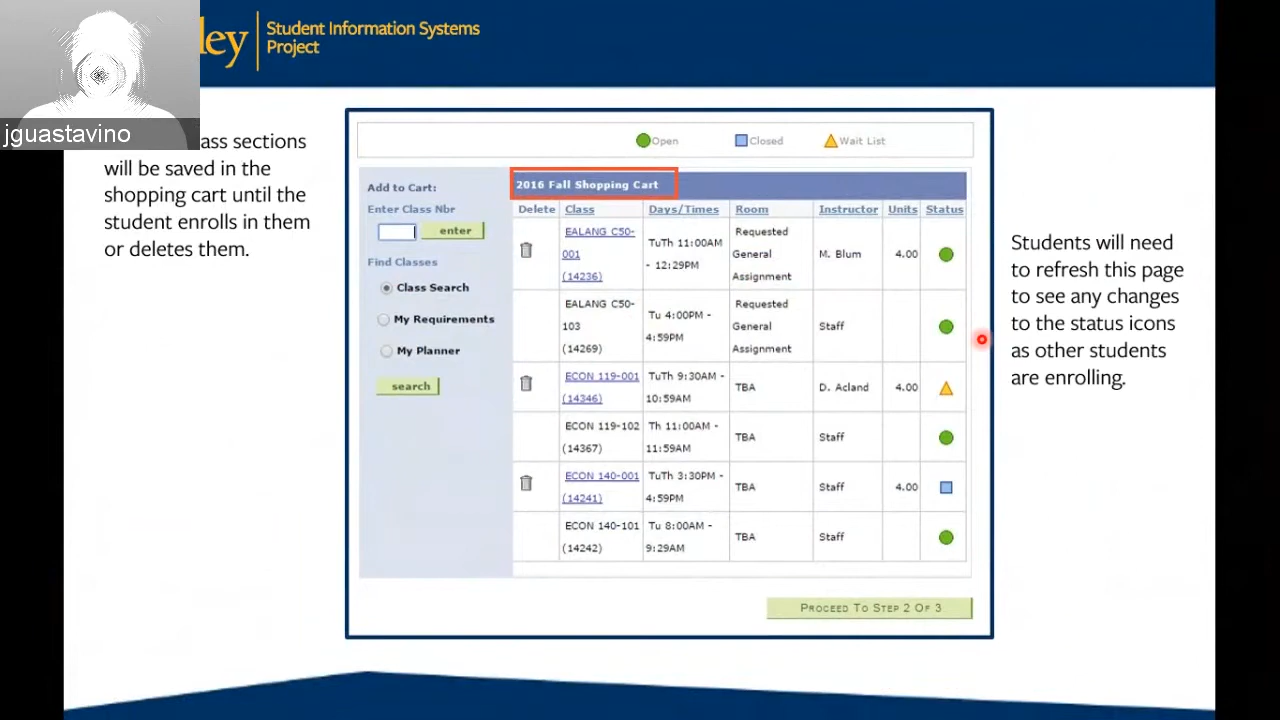 ley
Student Information Systems
Project
jguastavino
ass sections
will be saved in the
shopping cart until the
student enrolls in them
or deletes them.
Open
Closed
Wait List
Add to Cart:
Enter Class Nbr
enter
Find Classes
Class Search
My Requirements
My Planner
search
2016 Fall Shopping Cart
Delete Class Days/Times Room Instructor Units Status
EALANG C50-
001
(14236)
TuTh 11:00AM
- 12:29PM
Requested
General
Assignment
M. Blum
4.00
EALANG C50-
103
(14269)
Tu 4:00PM -
4:59PM
Requested
General
Assignment
Staff
ECON 119-001
(14346)
TuTh 9:30AM -
10:59AM
TBA
D. Acland
4.00
ECON 119-102
(14367)
Th 11:00AM -
11:59AM
TBA
Staff
ECON 140-001
(14241)
TuTh 3:30PM -
4:59PM
TBA
Staff
4.00
ECON 140-101
(14242)
Tu 8:00AM -
9:29AM
TBA
Staff
PROCEED TO STEP 2 OF 3
Students will need
to refresh this page
to see any changes
to the status icons
as other students
are enrolling.